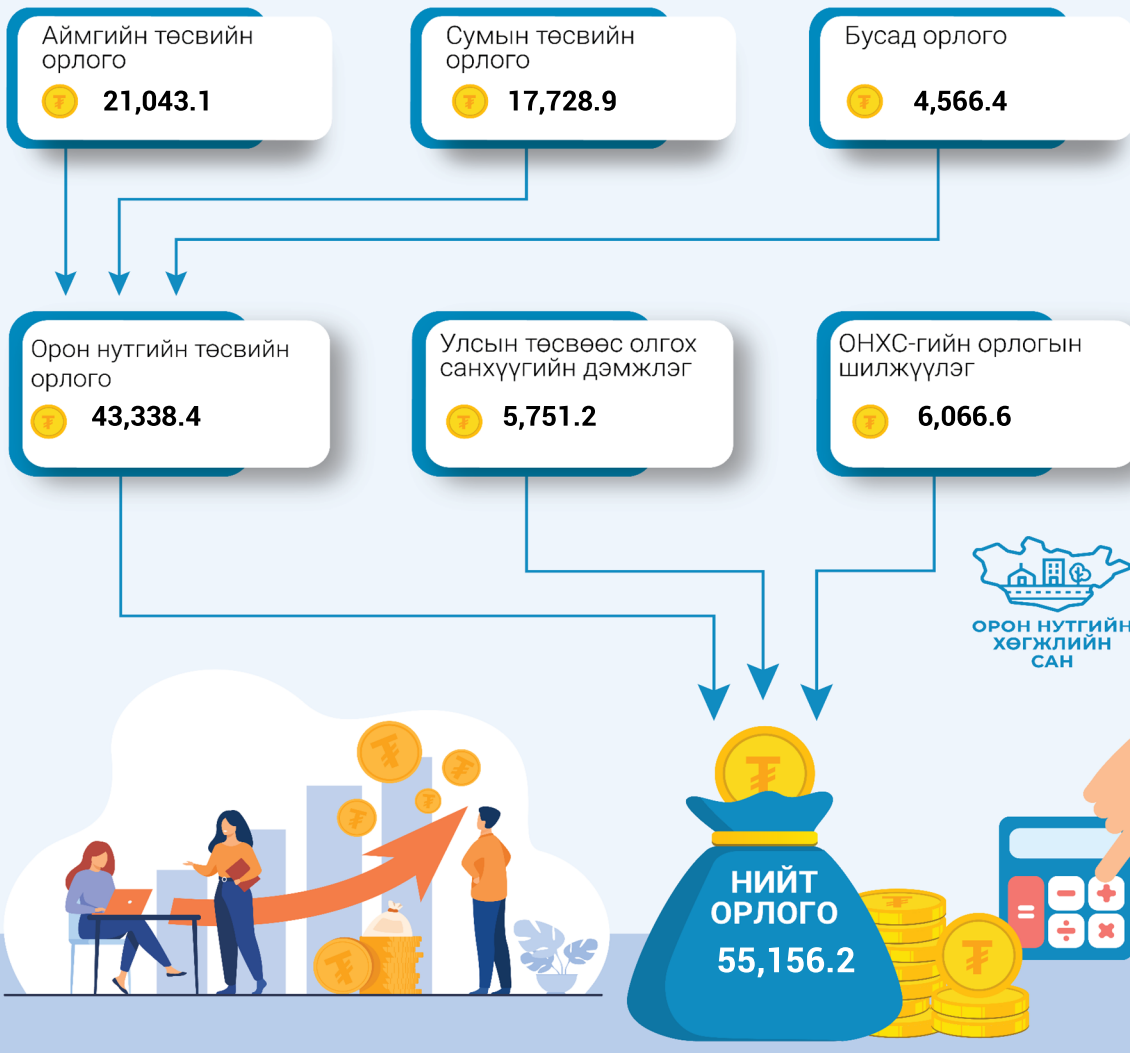 Аймгийн төсвийн
орлого
21,043.1
Сумын төсвийн
орлого
17,728.9
Бусад орлого
4,566.4
Орон нутгийн төсвийн
орлого
43,338.4
Улсын төсвөөс олгох
санхүүгийн дэмжлэг
5,751.2
ОНХС-гийн орлогын
шилжүүлэг
6,066.6
ОРОН НУТГИЙН
ХӨГЖЛИЙН
САН
НИЙТ
ОРЛОГО
55,156.2